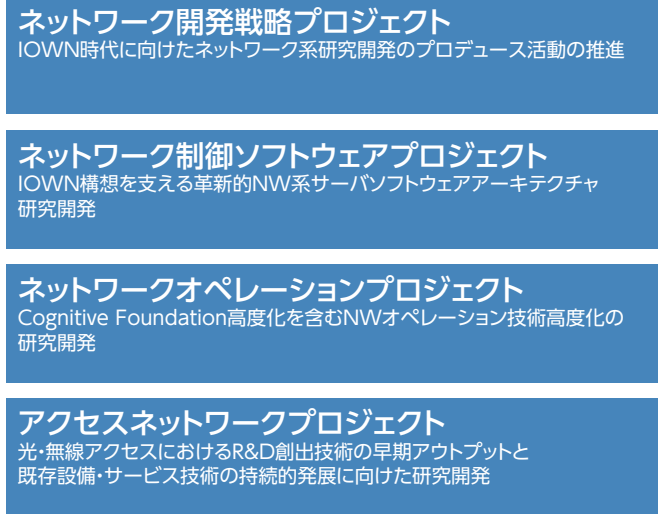 ネットワーク開発戦略プロジェクト
IOWN時代に向けたネットワーク系研究開発のプロデュース活動の推進
ネットワーク制御ソフトウェアプロジェクト
IOWN構想を支える革新的NW系サーバソフトウェアアーキテクチャ
研究開発
ネットワークオペレーションプロジェクト
Cognitive Foundation高度化を含むNWオペレーション技術高度化の
研究開発
アクセスネットワークプロジェクト
光・無線アクセスにおけるR&D創出技術の早期アウトプットと
既存設備・サービス技術の持続的発展に向けた研究開発